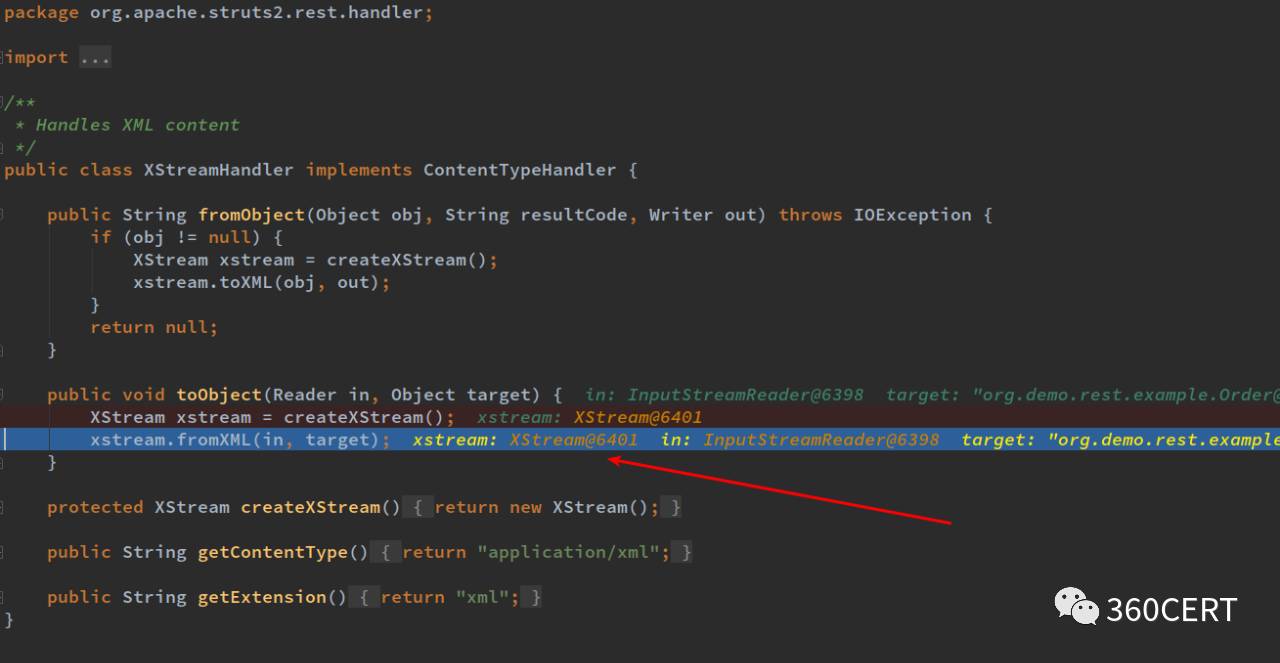 package org.apache.struts2.rest.handler;
import ...
/**
* Handles XML content
*/
public class XStreamHandler implements ContentTypeHandler {
public String fromObject(Object obj, String resultCode, Writer out) throws IOException {
if (obj != null) {
XStream xstream = createXStream();
xstream.toXML(obj, out);
}
return null;
}
public void toObject(Reader in, Object target) { in: InputStreamReader@6398 target: "org.demo.rest.example.Order@
XStream xstream = createXStream(); xstream: XStream@6401
xstream.fromXML(in, target); xstream: XStream@6401 in: InputStreamReader@6398 target: "org.demo.rest.example
}
protected XStream createXStream() { return new XStream(); }
public String getContentType() { return "application/xml"; }
public String getExtension() { return "xml"; }
}
360CERT